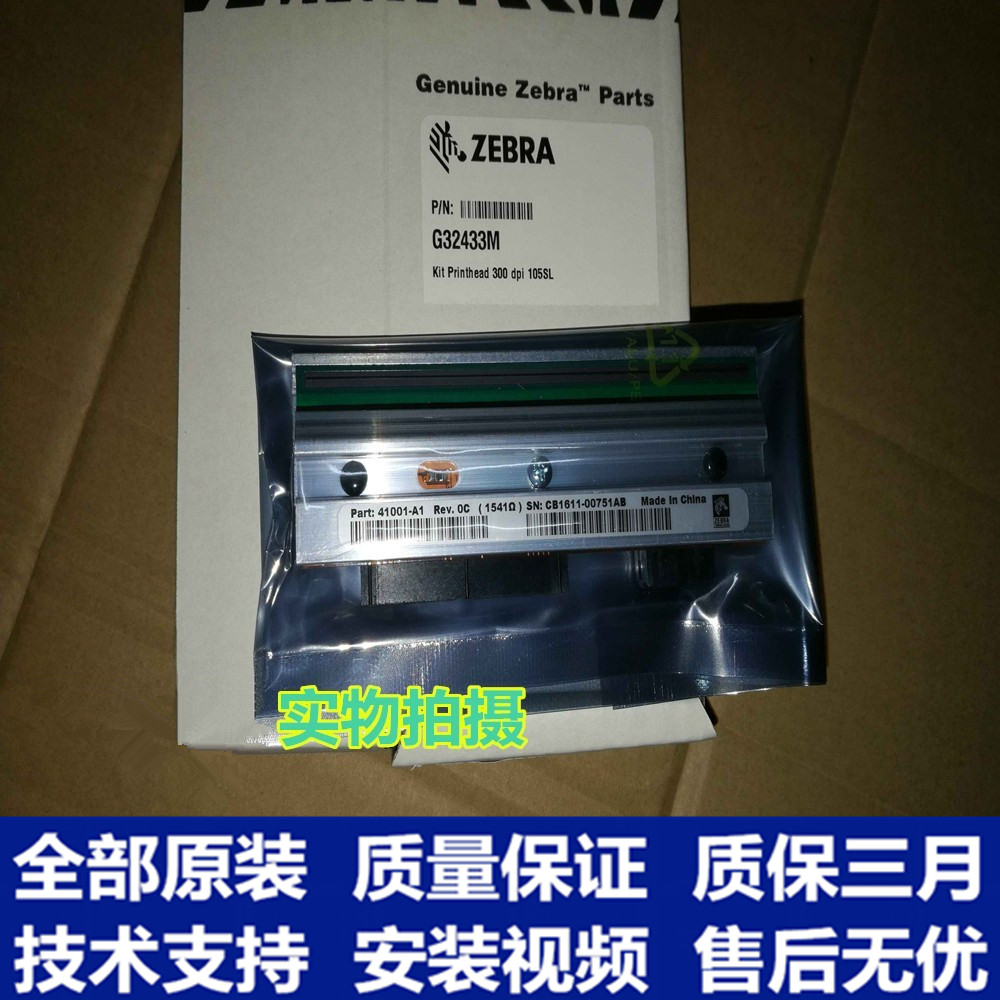 Genuine Zebra™ Parts
ZEBRA
P/N:
G32433M
Kit Printhead 300 dpi 105SL
Part: 41001-A1 Rev. 0C (1541Ω) SN: CB1611-00751AB Made In China
ZEBRA
实物拍摄
全部原装 质量保证 质保三月
技术支持 安装视频 售后无优